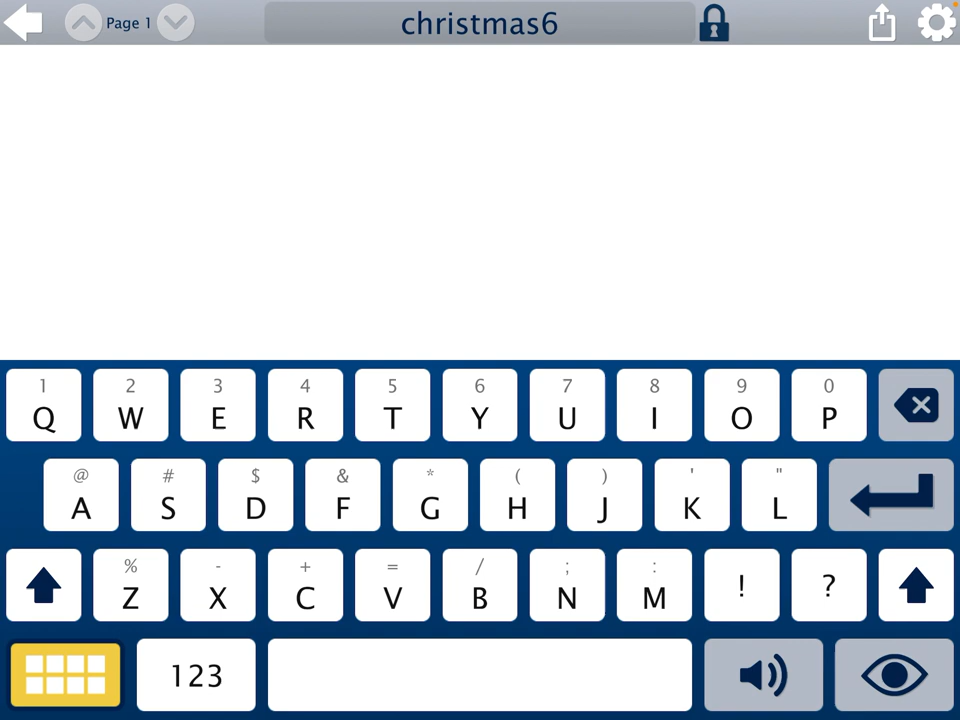 Page 1 christmas6
1 2 3 4 5 6 7 8 9 0
Q W E R T Y U I O P
@ # $ & * ( ) ' "
A S D F G H J K L
% - + = / ; :
Z X C V B N M ! ?
123